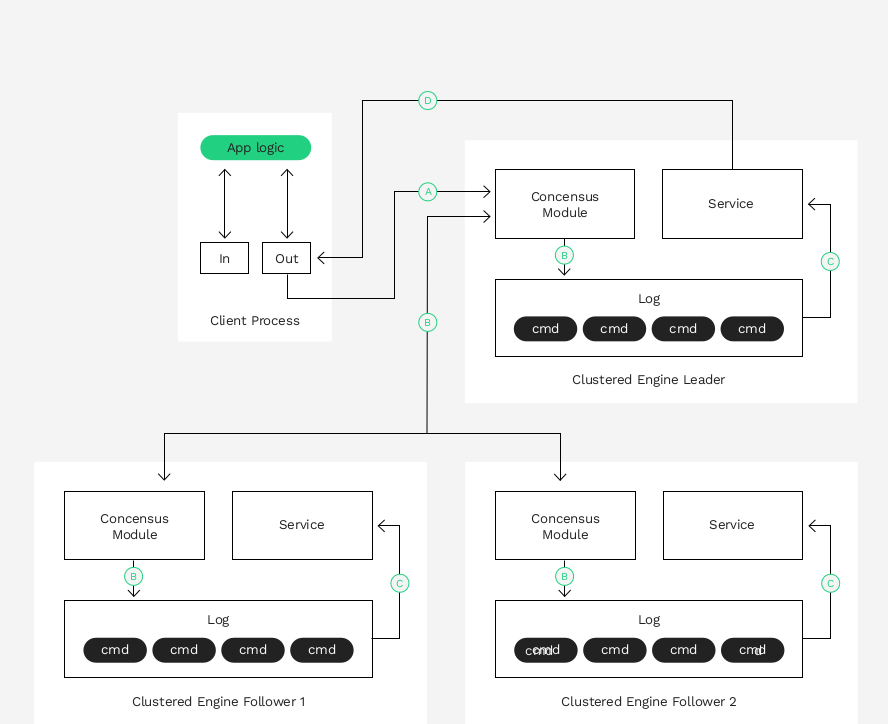 D
App logic
A
Concensus
Module
Service
In
Out
B
C
Log
cmd cmd cmd cmd
Client Process
B
Clustered Engine Leader
Concensus
Module
Service
B
C
Log
cmd cmd cmd cmd
Clustered Engine Follower 1
Concensus
Module
Service
B
C
Log
cmd cmd cmd cmd
Clustered Engine Follower 2